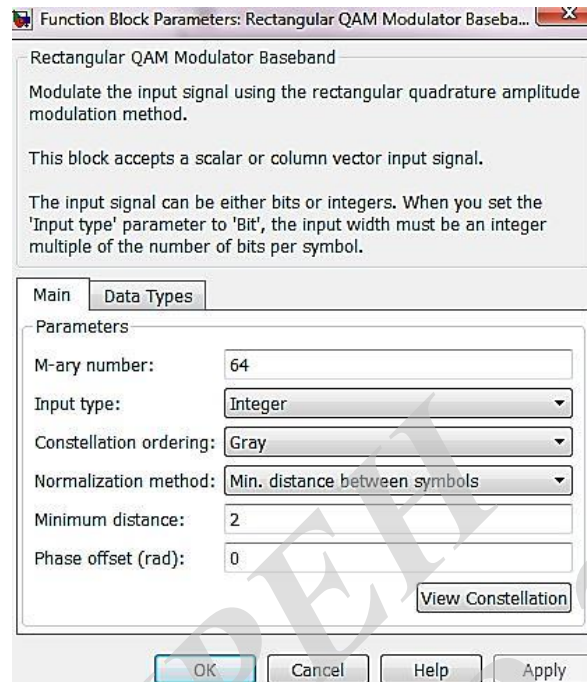 Function Block Parameters: Rectangular QAM Modulator Baseba...
Rectangular QAM Modulator Baseband
Modulate the input signal using the rectangular quadrature amplitude
modulation method.
This block accepts a scalar or column vector input signal.
The input signal can be either bits or integers. When you set the
'Input type' parameter to 'Bit', the input width must be an integer
multiple of the number of bits per symbol.
Main Data Types
Parameters
M-ary number: 64
Input type: Integer
Constellation ordering: Gray
Normalization method: Min. distance between symbols
Minimum distance: 2
Phase offset (rad): 0
View Constellation
OK Cancel Help Apply